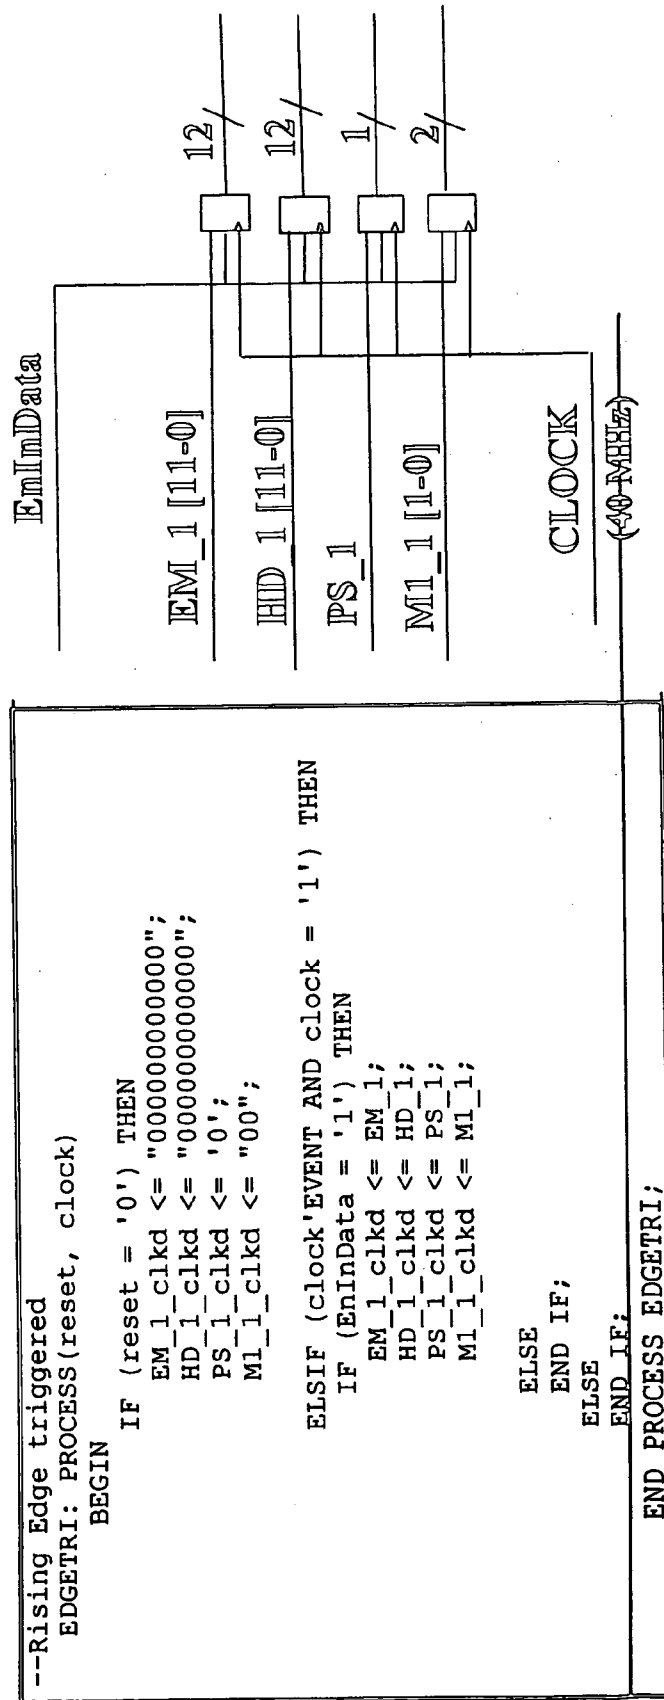 --Rising Edge triggered
EDGETRI: PROCESS(reset, clock)
BEGIN
IF (reset = '0') THEN
EM_1_clkd <= "000000000000";
HD_1_clkd <= "000000000000";
PS_1_clkd <= '0';
M1_1_clkd <= "00";
ELSIF (clock'EVENT AND clock = '1') THEN
IF (EnInData = '1') THEN
EM_1_clkd <= EM_1;
HD_1_clkd <= HD_1;
PS_1_clkd <= PS_1;
M1_1_clkd <= M1_1;
ELSE
END IF;
ELSE
END IF;
END PROCESS EDGETRI;
EnInData
EM_1 [11-0]
12
HD_1 [11-0]
12
PS_1
1
M1_1 [1-0]
2
CLOCK
(40 MHz)